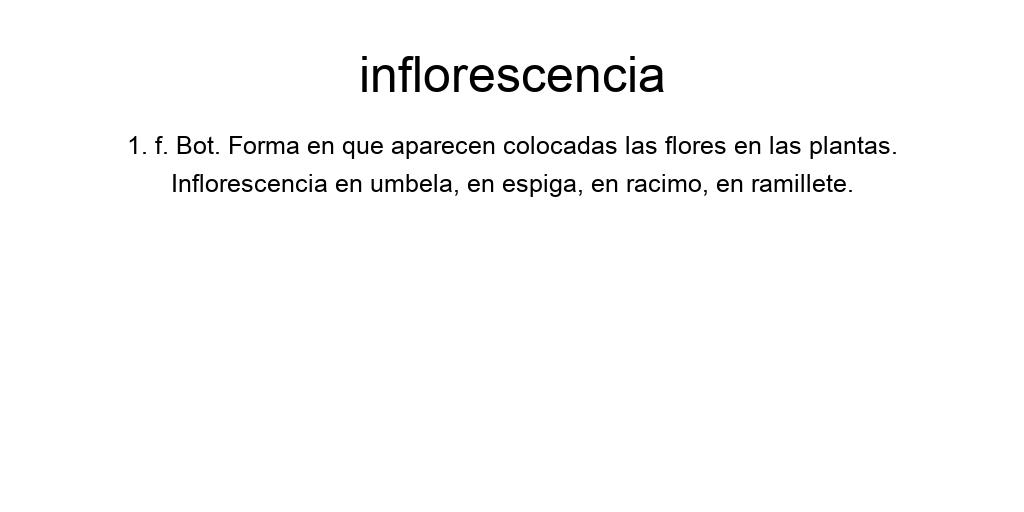 inflorescencia
1. f. Bot. Forma en que aparecen colocadas las flores en las plantas.
Inflorescencia en umbela, en espiga, en racimo, en ramillete.